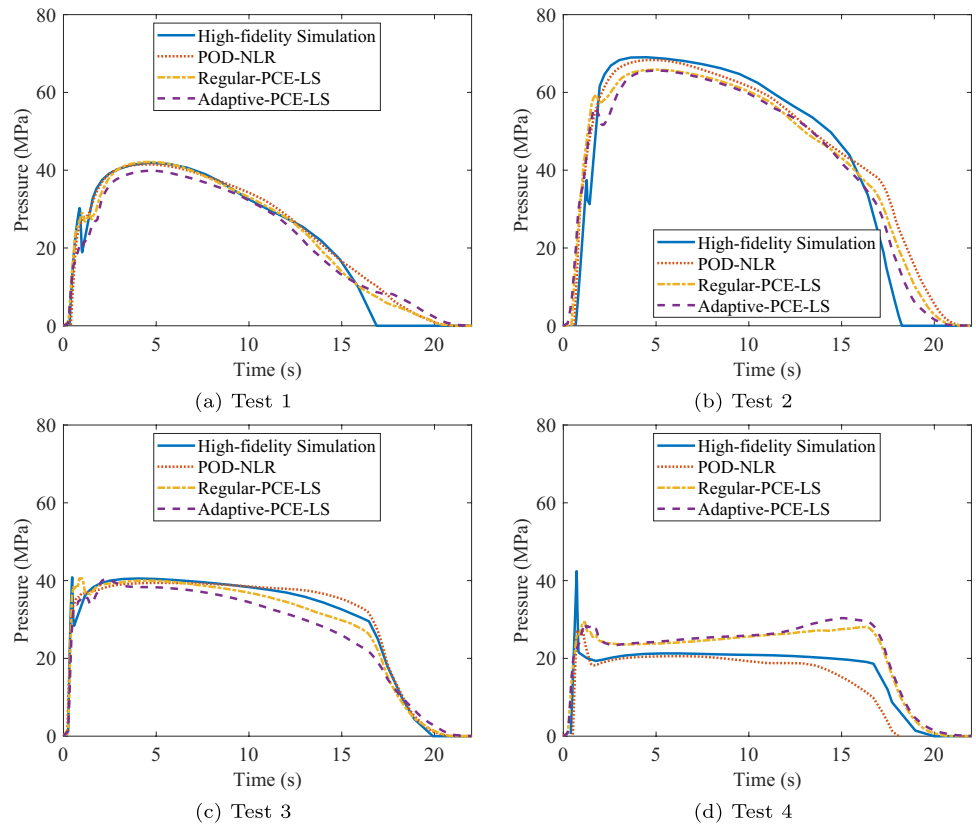 80
60
40
20
0
Pressure (MPa)
High-fidelity Simulation
POD-NLR
Regular-PCE-LS
Adaptive-PCE-LS
0 5 10 15 20
Time (s)
(a) Test 1
80
60
40
20
0
Pressure (MPa)
High-fidelity Simulation
POD-NLR
Regular-PCE-LS
Adaptive-PCE-LS
0 5 10 15 20
Time (s)
(b) Test 2
80
60
40
20
0
Pressure (MPa)
High-fidelity Simulation
POD-NLR
Regular-PCE-LS
Adaptive-PCE-LS
0 5 10 15 20
Time (s)
(c) Test 3
80
60
40
20
0
Pressure (MPa)
High-fidelity Simulation
POD-NLR
Regular-PCE-LS
Adaptive-PCE-LS
0 5 10 15 20
Time (s)
(d) Test 4